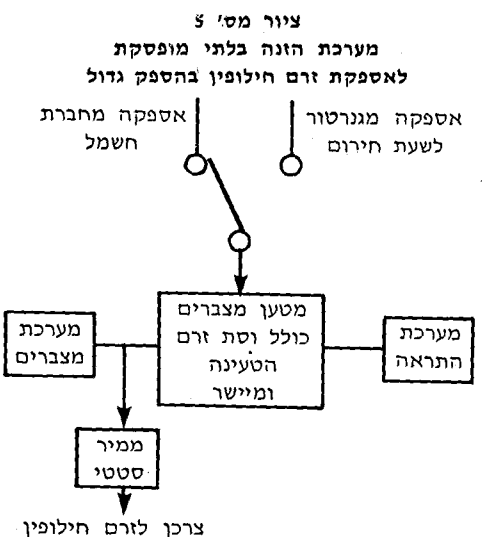 ציור מס' 5
מערכת הזנה בלתי מופסקת
לאספקת זרם חילופין בהספק גדול
אספקה מחברת
חשמל
אספקה מגנרטור
לשעת חירום
מערכת
מצברים
מטען מצברים
כולל וסת זרם
הטעינה
ומיישר
מערכת
התראה
ממיר
סטטי
צרכן לזרם חילופין